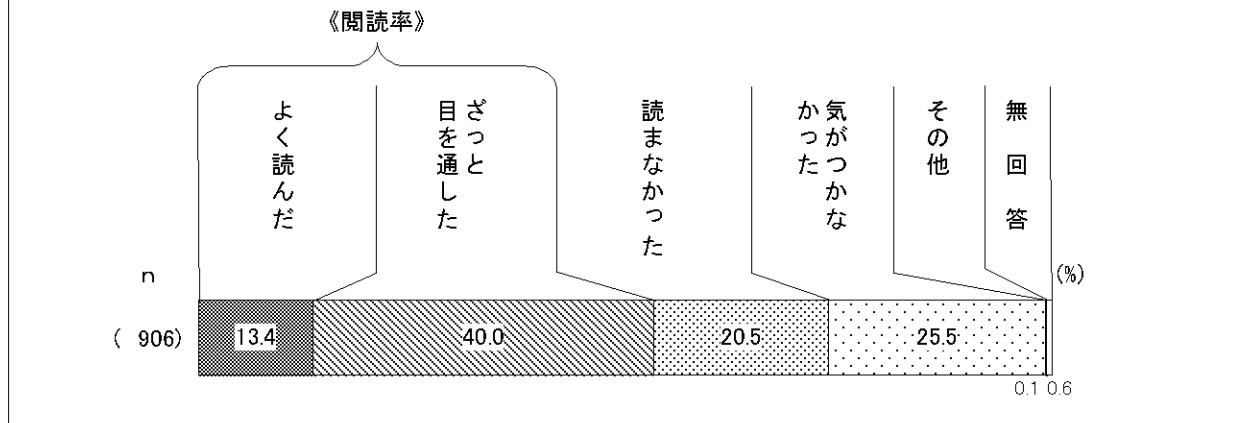 《閲読率》
よく読んだ
ざっと
目を通した
読まなかった
気がつかな
かった
その他
無回答
n
(%)
( 906)
13.4
40.0
20.5
25.5
0.1
0.6